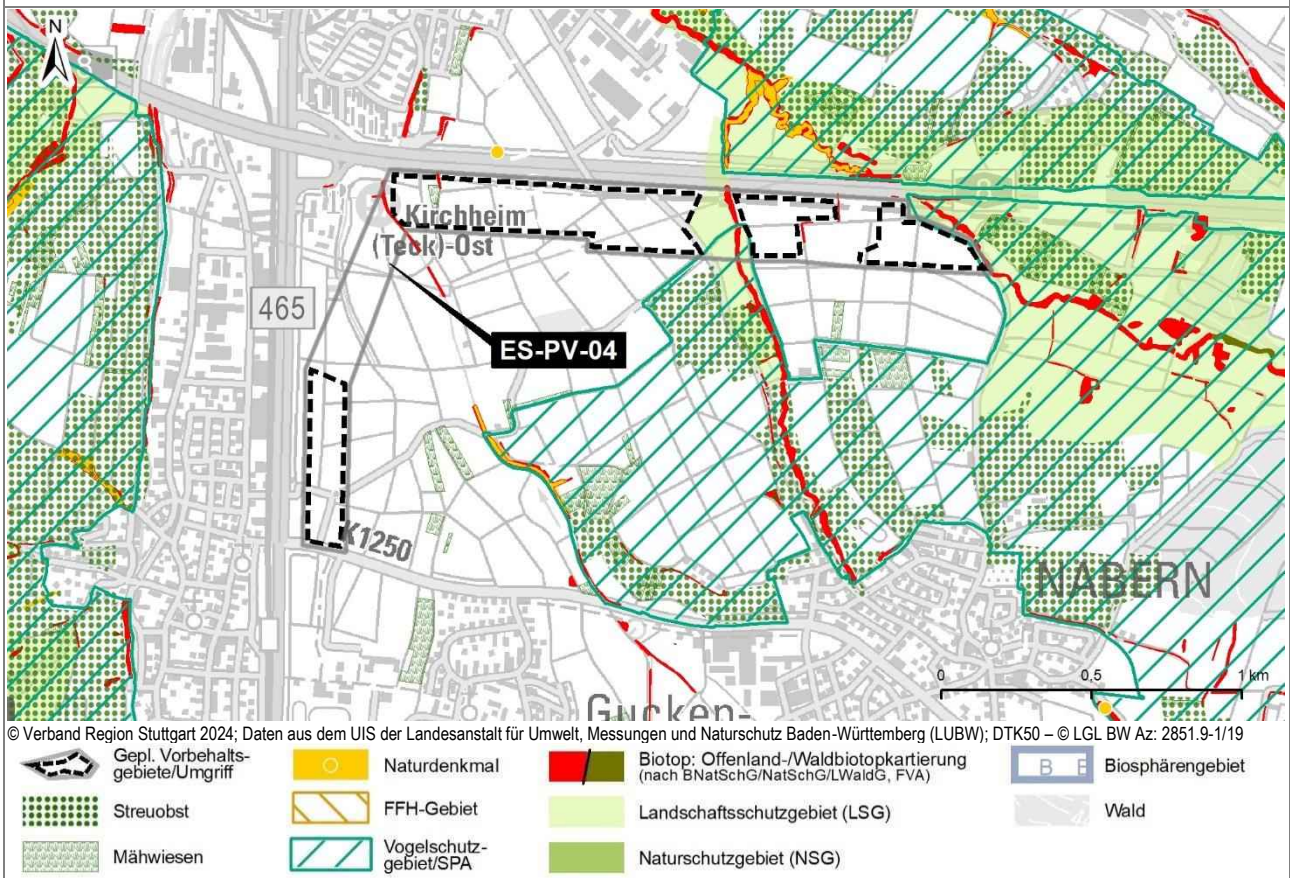 N
8
Kirchheim
(Teck)-Ost
465
ES-PV-04
K1250
NABERN
Gucken-
0 0,5 1 km
© Verband Region Stuttgart 2024; Daten aus dem UIS der Landesanstalt für Umwelt, Messungen und Naturschutz Baden-Württemberg (LUBW); DTK50 – © LGL BW Az: 2851.9-1/19
Gepl. Vorbehalts-
gebiete/Umgriff
Naturdenkmal
Biotop: Offenland-/Waldbiotopkartierung
(nach BNatSchG/NatSchG/LWaldG, FVA)
B B
Biosphärengebiet
Streuobst
FFH-Gebiet
Landschaftsschutzgebiet (LSG)
Wald
Mähwiesen
Vogelschutz-
gebiet/SPA
Naturschutzgebiet (NSG)